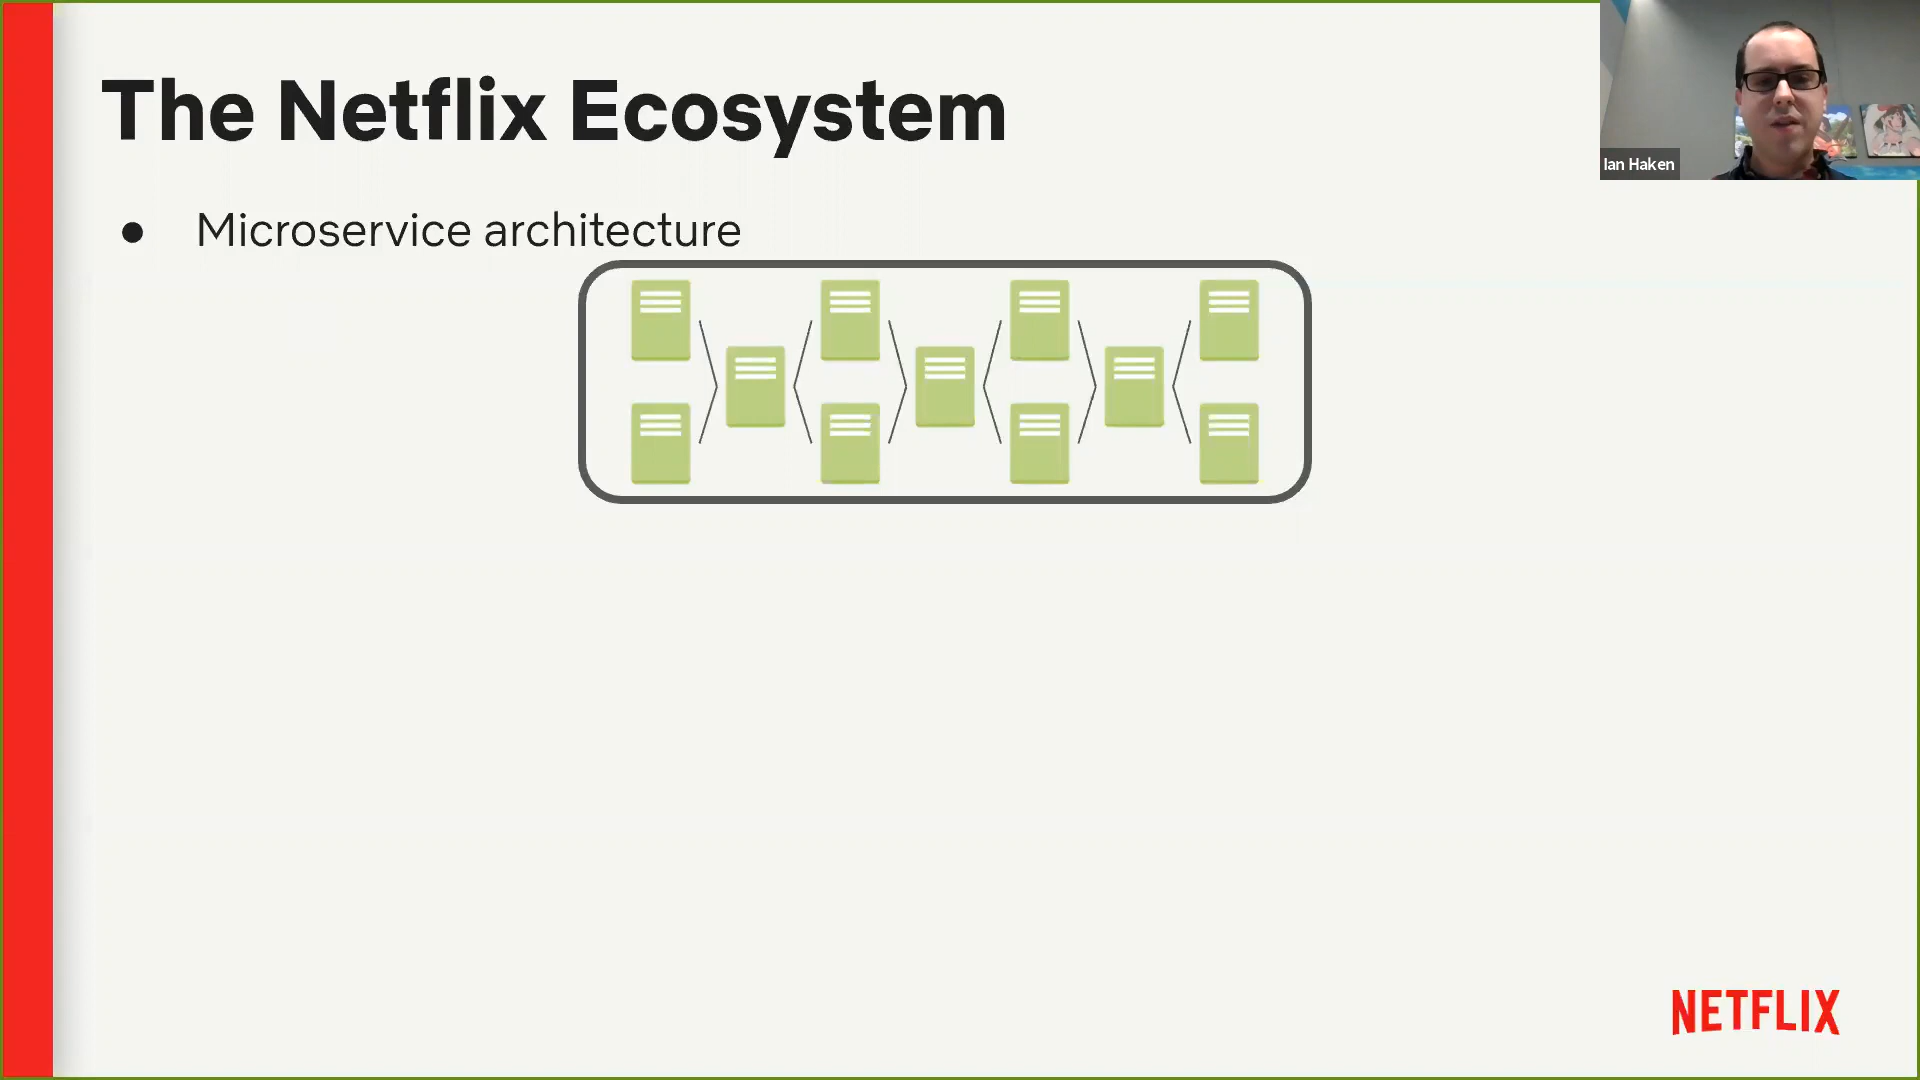 The Netflix Ecosystem
● Microservice architecture
Ian Haken
NETFLIX